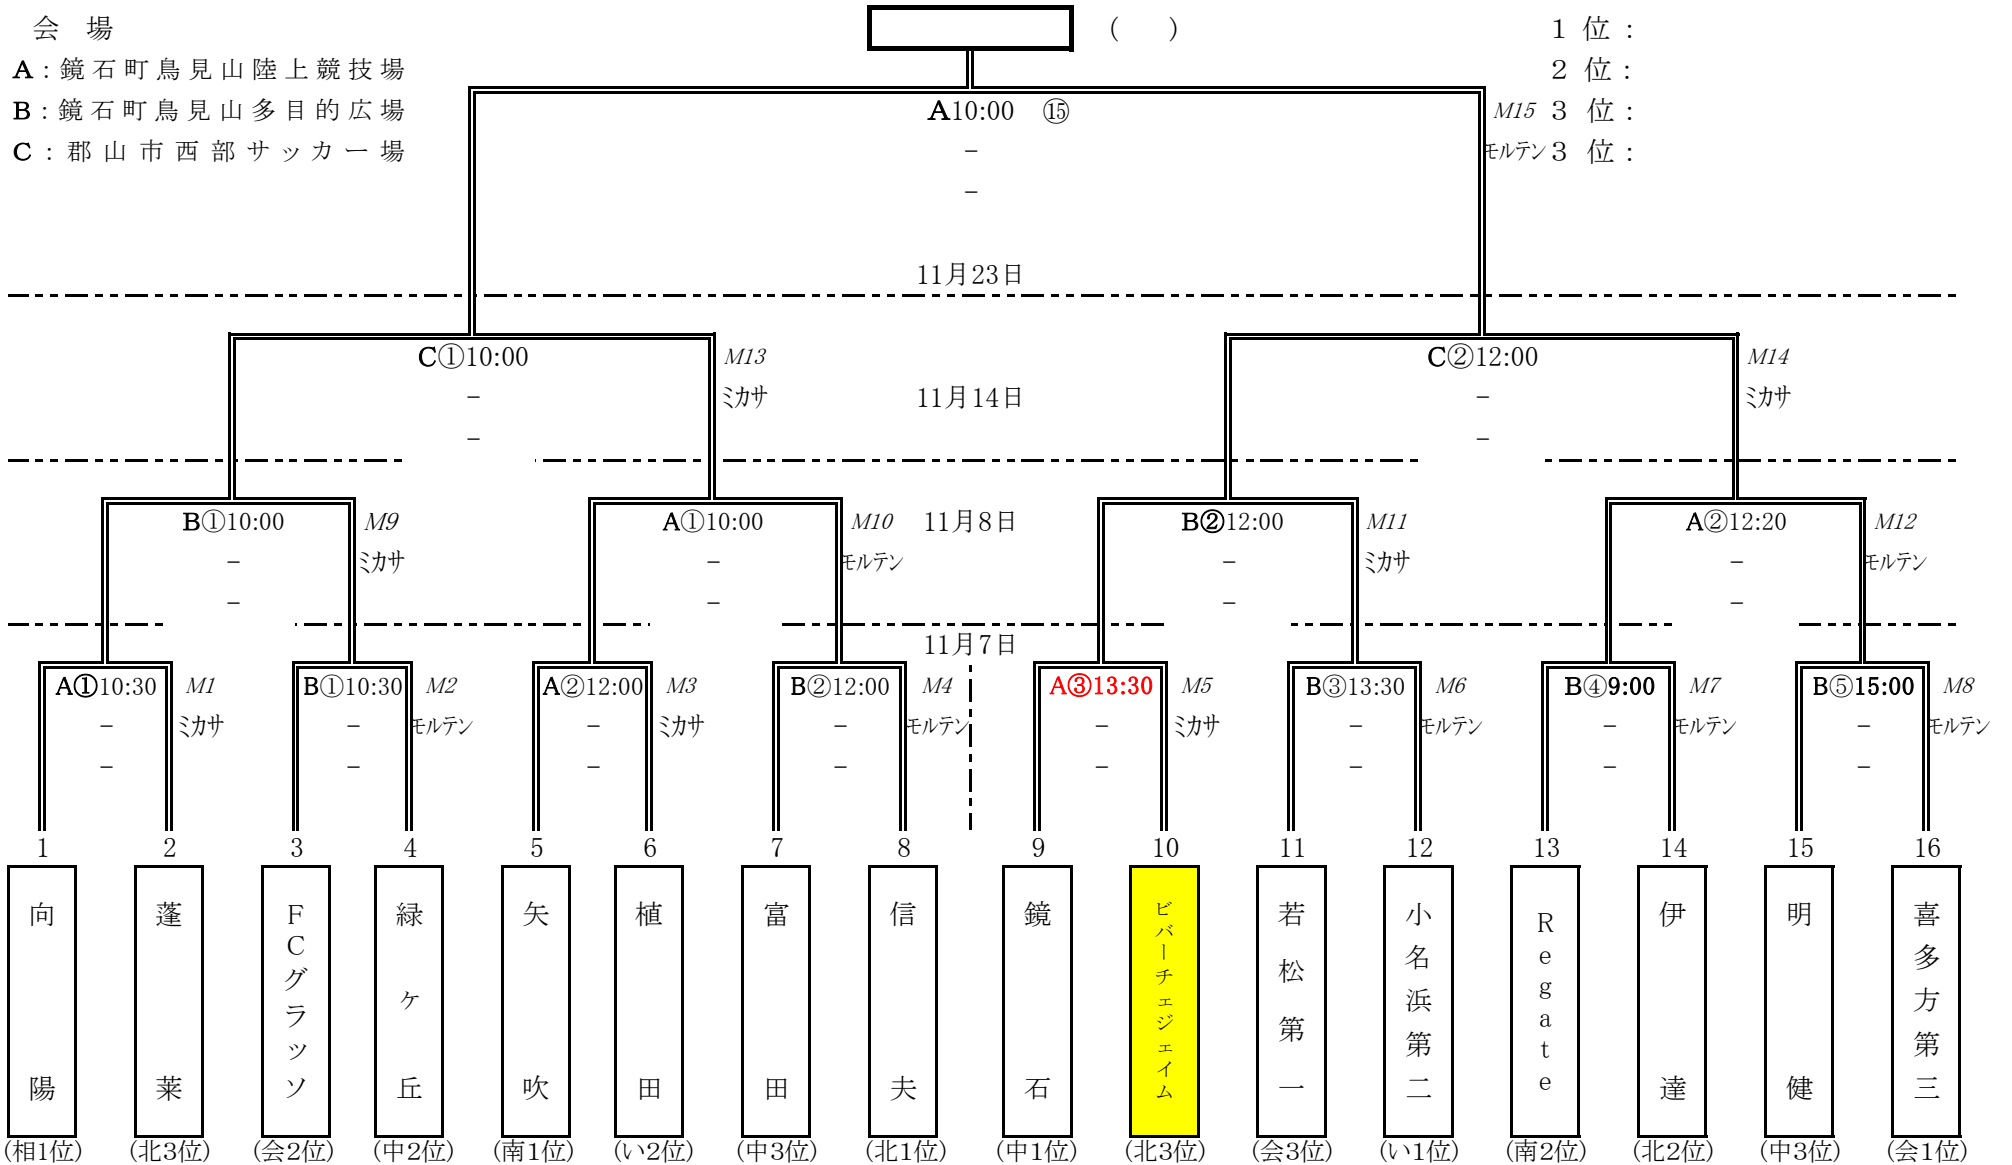 会 場
A：鏡石町鳥見山陸上競技場
B：鏡石町鳥見山多目的広場
C：郡山市西部サッカー場
( )
1 位：
2 位：
3 位：
3 位：
A10:00 ⑮
M15
モルテン
-
-
11月23日
C①10:00
M13
ミカサ
-
-
11月14日
C②12:00
M14
ミカサ
-
-
B①10:00
M9
ミカサ
-
-
A①10:00
M10
モルテン
-
-
11月8日
B②12:00
M11
ミカサ
-
-
A②12:20
M12
モルテン
-
-
11月7日
A①10:30
M1
ミカサ
-
-
B①10:30
M2
モルテン
-
-
A②12:00
M3
ミカサ
-
-
B②12:00
M4
モルテン
-
-
A③13:30
M5
ミカサ
-
-
B③13:30
M6
モルテン
-
-
B④9:00
M7
モルテン
-
-
B⑤15:00
M8
モルテン
-
-
1 2 3 4 5 6 7 8 9 10 11 12 13 14 15 16
向陽
蓬莱
FCグラッソ
緑ヶ丘
矢吹
植田
富田
信夫
鏡石
ビバーチェジェイム
若松第一
小名浜第二
Regate
伊達
明健
喜多方第三
(相1位) (北3位) (会2位) (中2位) (南1位) (い2位) (中3位) (北1位) (中1位) (北3位) (会3位) (い1位) (南2位) (北2位) (中3位) (会1位)